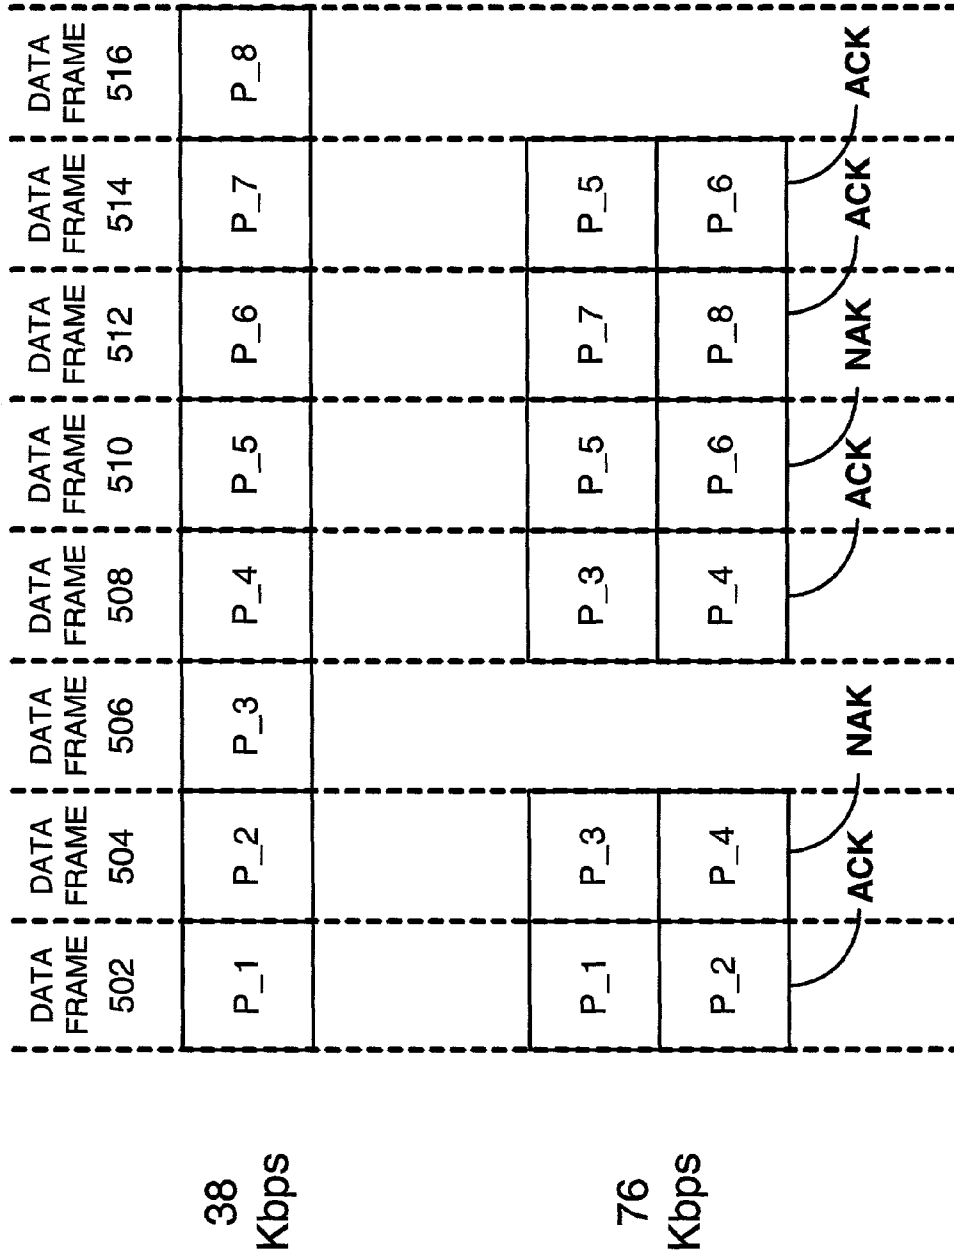 DATA
FRAME
502
DATA
FRAME
504
DATA
FRAME
506
DATA
FRAME
508
DATA
FRAME
510
DATA
FRAME
512
DATA
FRAME
514
DATA
FRAME
516
38
Kbps
P_1
P_2
P_3
P_4
P_5
P_6
P_7
P_8
76
Kbps
P_1
P_3
P_3
P_5
P_7
P_5
P_2
P_4
P_4
P_6
P_8
P_6
ACK
NAK
ACK
NAK
ACK
ACK